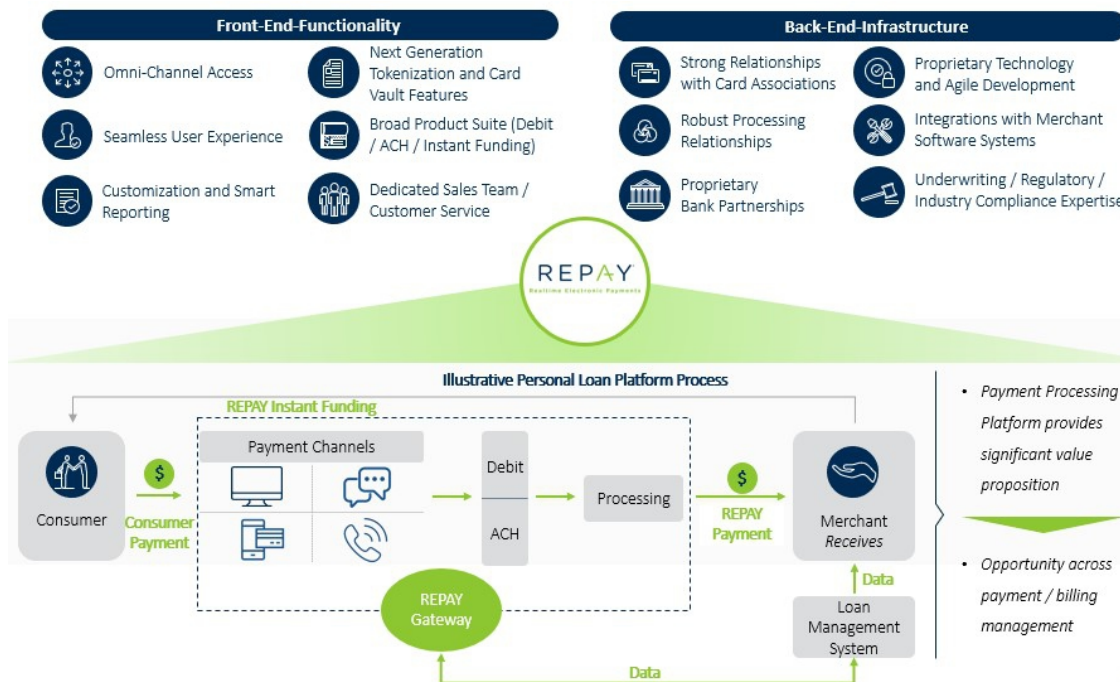 Front-End-Functionality
Omni-Channel Access
Next Generation
Tokenization and Card
Vault Features
Seamless User Experience
Broad Product Suite (Debit
/ ACH / Instant Funding)
Customization and Smart
Reporting
Dedicated Sales Team /
Customer Service
Back-End-Infrastructure
Strong Relationships
with Card Associations
Proprietary Technology
and Agile Development
Robust Processing
Relationships
Integrations with Merchant
Software Systems
Proprietary
Bank Partnerships
Underwriting / Regulatory /
Industry Compliance Expertise
REPAY
Realtime Electronic Payments
Illustrative Personal Loan Platform Process
REPAY Instant Funding
Consumer
$
Consumer
Payment
Payment Channels
Debit
ACH
Processing
$
REPAY
Payment
Merchant
Receives
Data
Loan
Management
System
REPAY
Gateway
Data
• Payment Processing
Platform provides
significant value
proposition
• Opportunity across
payment / billing
management